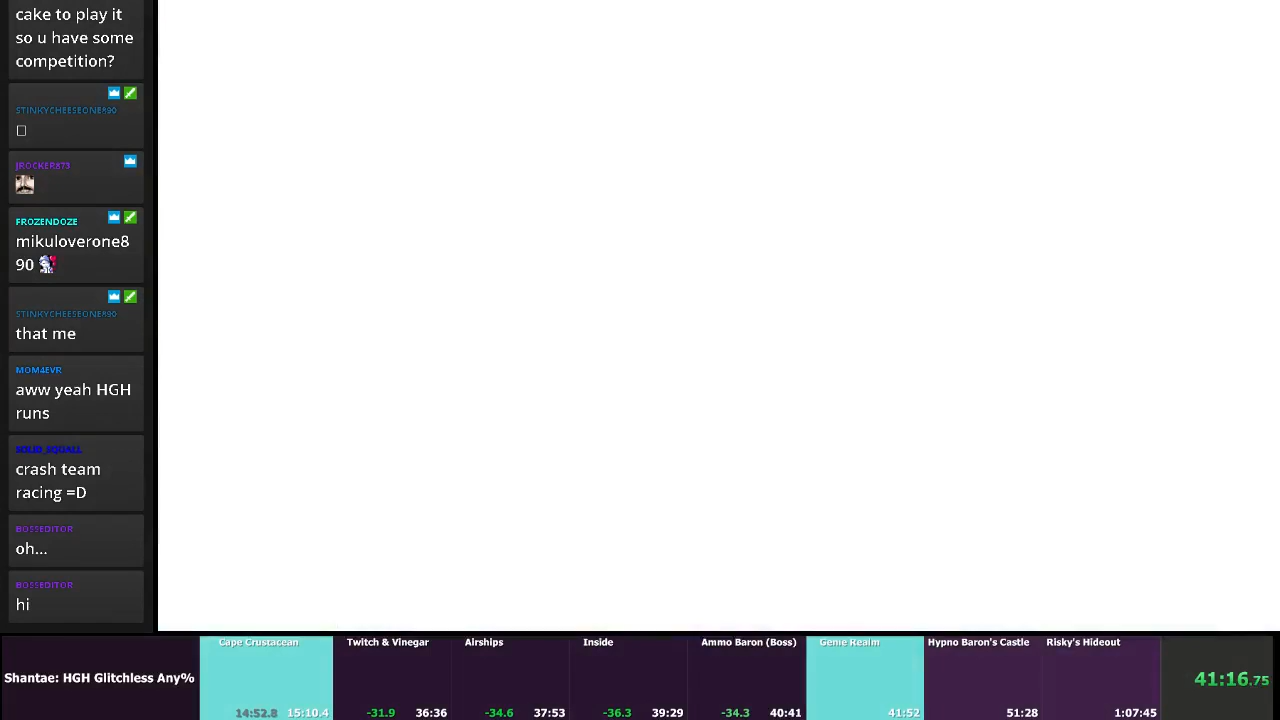 cake to play it
so u have some
competition?
STINKYCHEESEONE890
JROCKER873
FROZENDOZE
mikuloverone8
90
STINKYCHEESEONE890
that me
MOM4EVR
aww yeah HGH
runs
SOLID_SQUALL
crash team
racing =D
BOSSEDITOR
oh...
BOSSEDITOR
hi
Shantae: HGH Glitchless Any%
Cape Crustacean
14:52.8 15:10.4
Twitch & Vinegar
-31.9 36:36
Airships
-34.6 37:53
Inside
-36.3 39:29
Ammo Baron (Boss)
-34.3 40:41
Genie Realm
41:52
Hypno Baron's Castle
51:28
Risky's Hideout
1:07:45
41:16.75